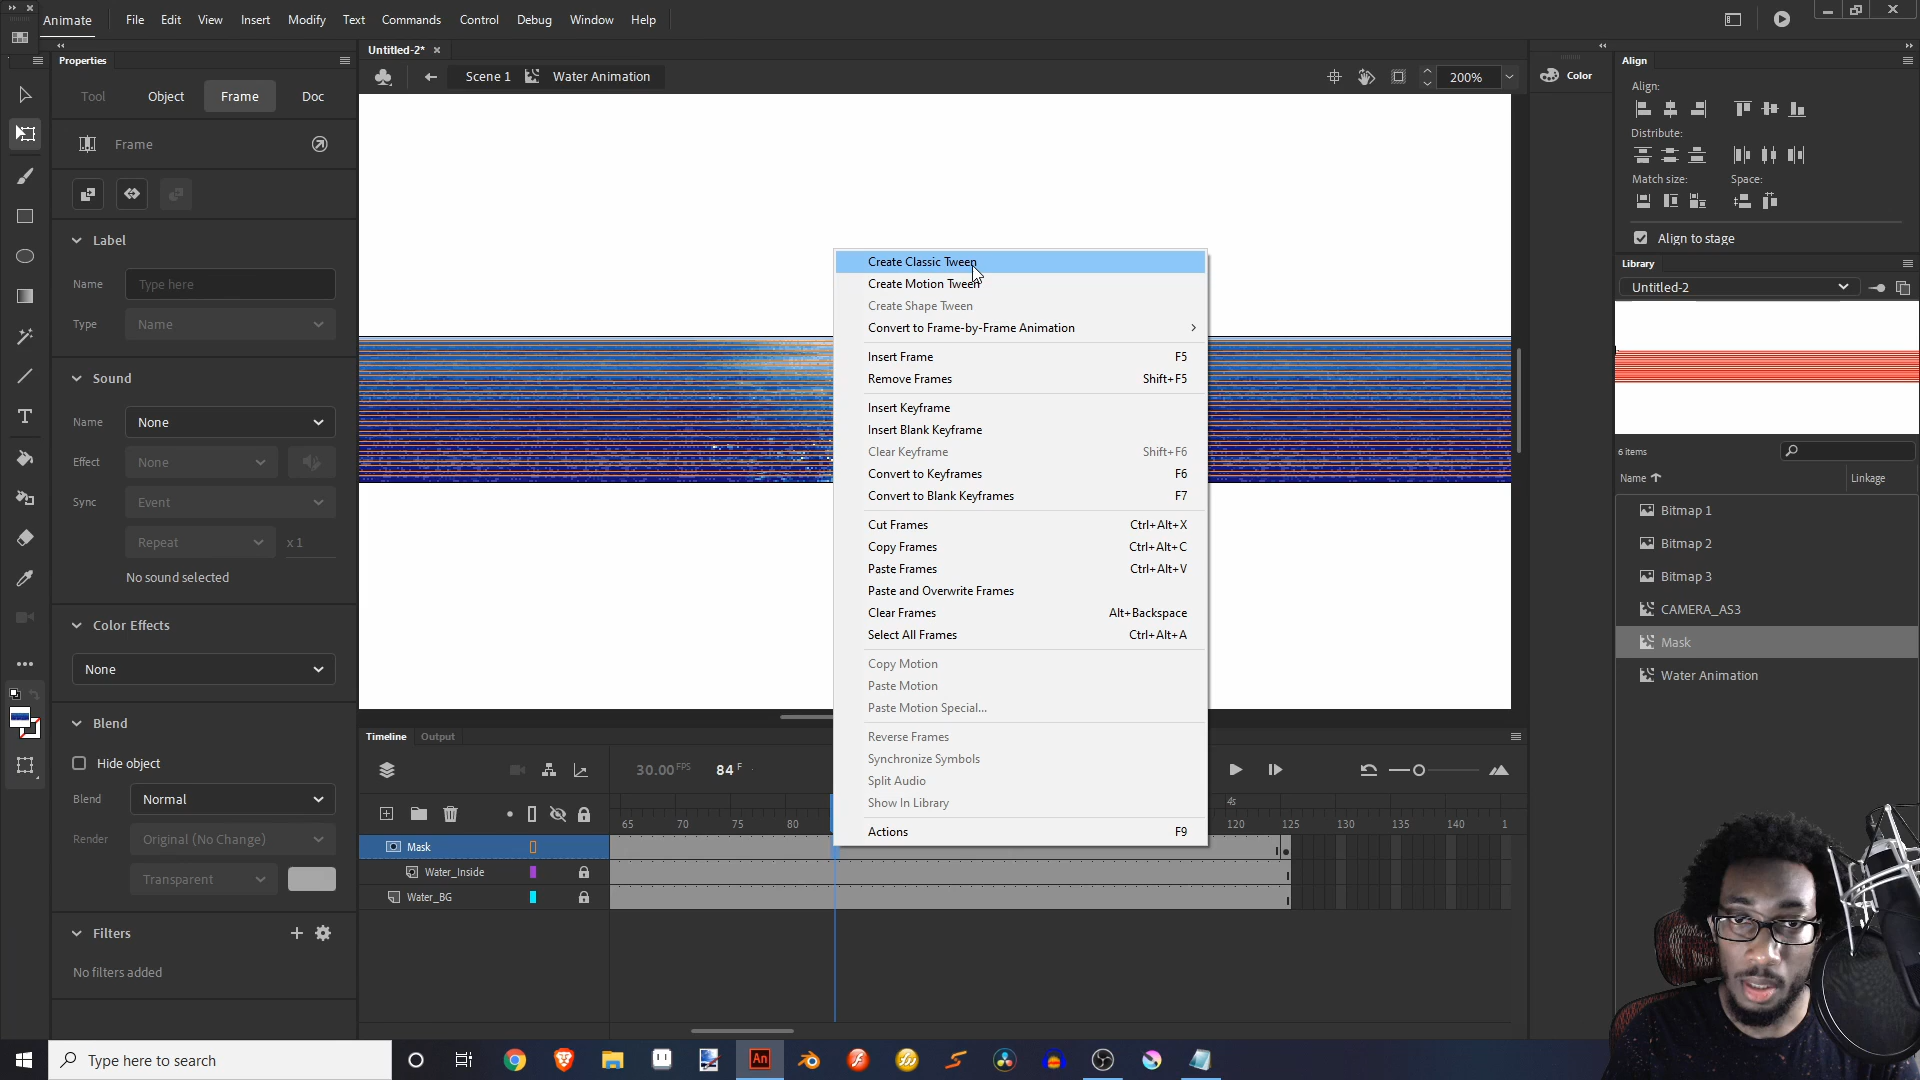 Animate
File
Edit
View
Insert
Modify
Text
Commands
Control
Debug
Window
Help
Properties
Tool
Object
Frame
Doc
Frame
Label
Name
Type here
Type
Name
Sound
Name
None
Effect
None
Sync
Event
Repeat
x 1
No sound selected
Color Effects
None
Blend
Hide object
Blend
Normal
Render
Original (No Change)
Transparent
Filters
No filters added
Untitled-2*
Scene 1
Water Animation
200%
Create Classic Tween
Create Motion Tween
Create Shape Tween
Convert to Frame-by-Frame Animation
Insert Frame F5
Remove Frames Shift+F5
Insert Keyframe
Insert Blank Keyframe
Clear Keyframe Shift+F6
Convert to Keyframes F6
Convert to Blank Keyframes F7
Cut Frames Ctrl+Alt+X
Copy Frames Ctrl+Alt+C
Paste Frames Ctrl+Alt+V
Paste and Overwrite Frames
Clear Frames Alt+Backspace
Select All Frames Ctrl+Alt+A
Copy Motion
Paste Motion
Paste Motion Special...
Reverse Frames
Synchronize Symbols
Split Audio
Show In Library
Actions F9
Timeline
Output
30.00 FPS
84 F
4s
65 70 75 80 120 125 130 135 140 1
Mask
Water_Inside
Water_BG
Color
Align
Align:
Distribute:
Match size:
Space:
Align to stage
Library
Untitled-2
6 items
Name
Linkage
Bitmap 1
Bitmap 2
Bitmap 3
CAMERA_AS3
Mask
Water Animation
Type here to search
An